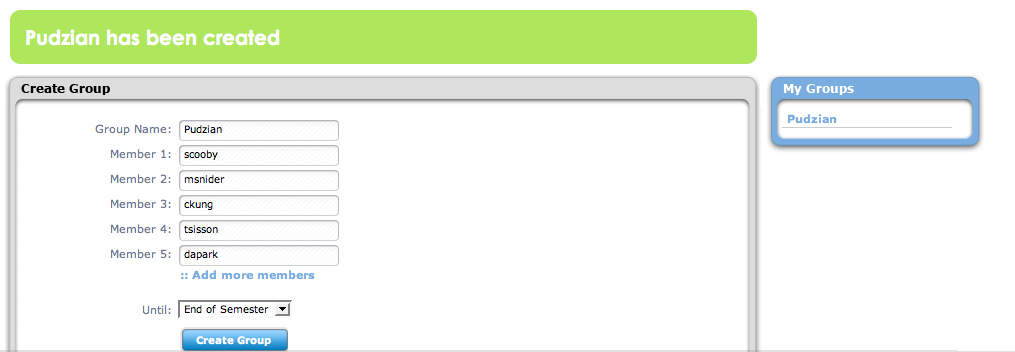 Pudzian has been created
Create Group
Group Name: Pudzian
Member 1: scooby
Member 2: msnider
Member 3: ckung
Member 4: tsisson
Member 5: dapark
:: Add more members
Until: End of Semester
Create Group
My Groups
Pudzian